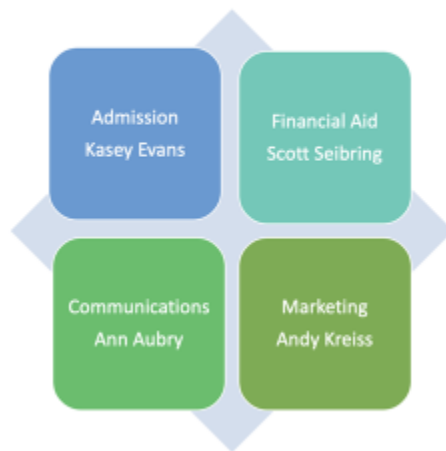 Admission
Kasey Evans
Financial Aid
Scott Seibring
Communications
Ann Aubry
Marketing
Andy Kreiss